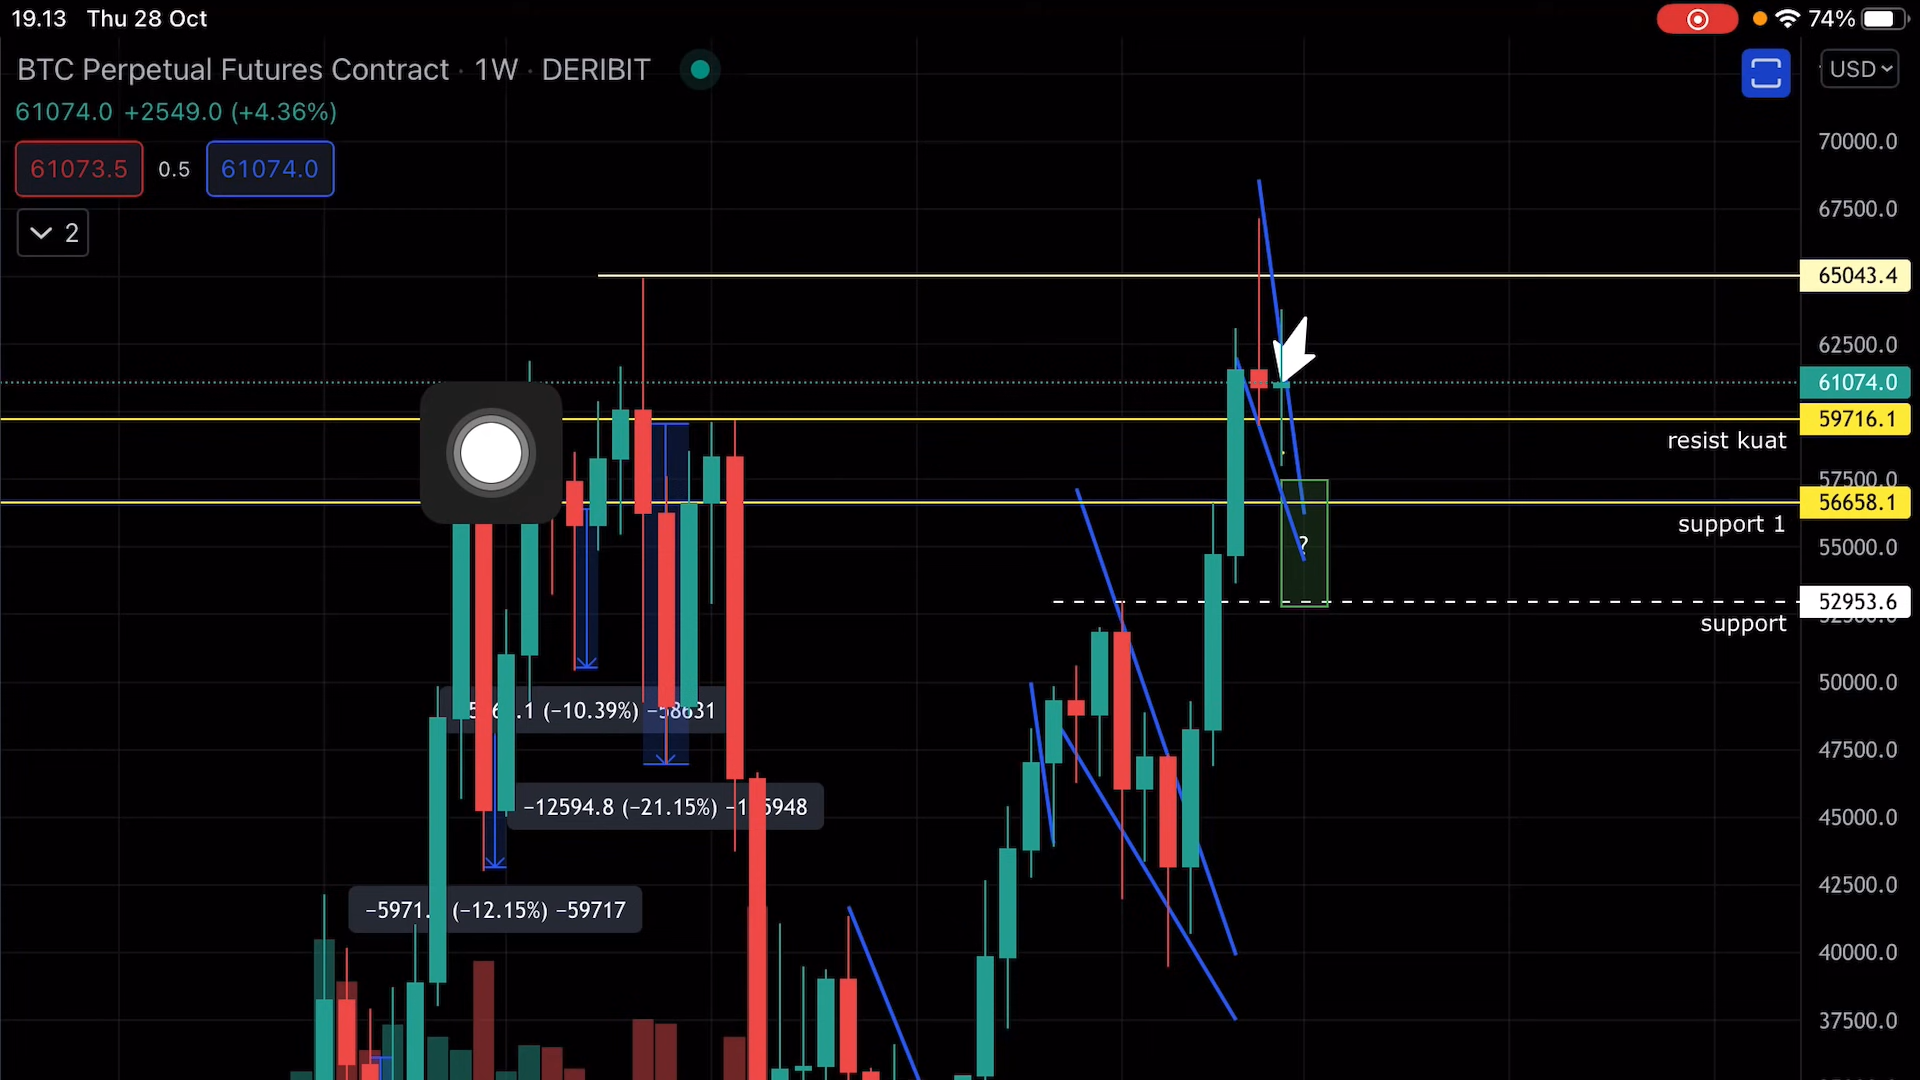 19.13 Thu 28 Oct
74%
BTC Perpetual Futures Contract · 1W · DERIBIT
USD
61074.0 +2549.0 (+4.36%)
61073.5 0.5 61074.0
2
70000.0
67500.0
65043.4
62500.0
61074.0
59716.1
resist kuat
57500.0
56658.1
support 1
55000.0
?
52953.6
support
50000.0
(−10.39%) −58631
47500.0
−12594.8 (−21.15%)
45000.0
42500.0
(−12.15%) −59717
40000.0
37500.0